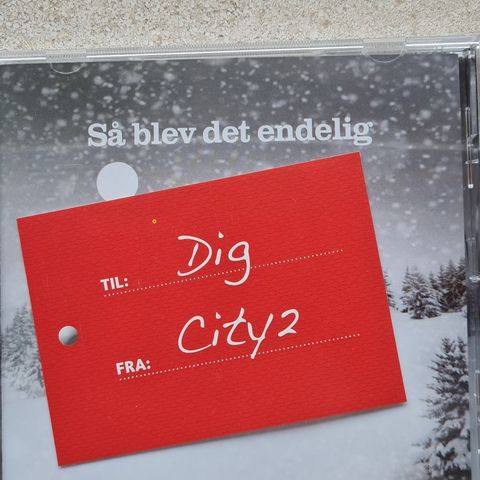 Så blev det endelig
TIL: Dig
FRA: City2